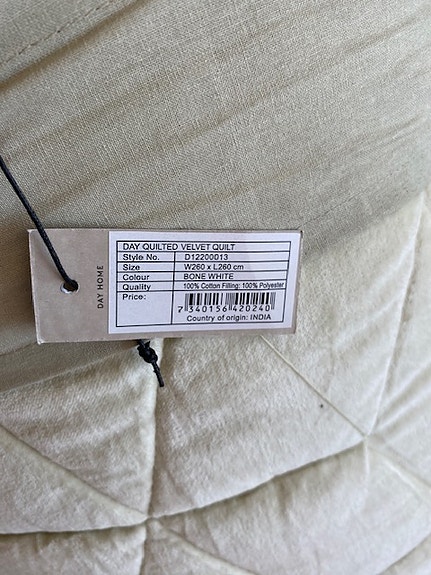 DAY HOME
DAY QUILTED VELVET QUILT
Style No. D12200013
Size W260 x L260 cm
Colour BONE WHITE
Quality 100% Cotton Filling: 100% Polyester
Price:
7 340156 420240
Country of origin: INDIA